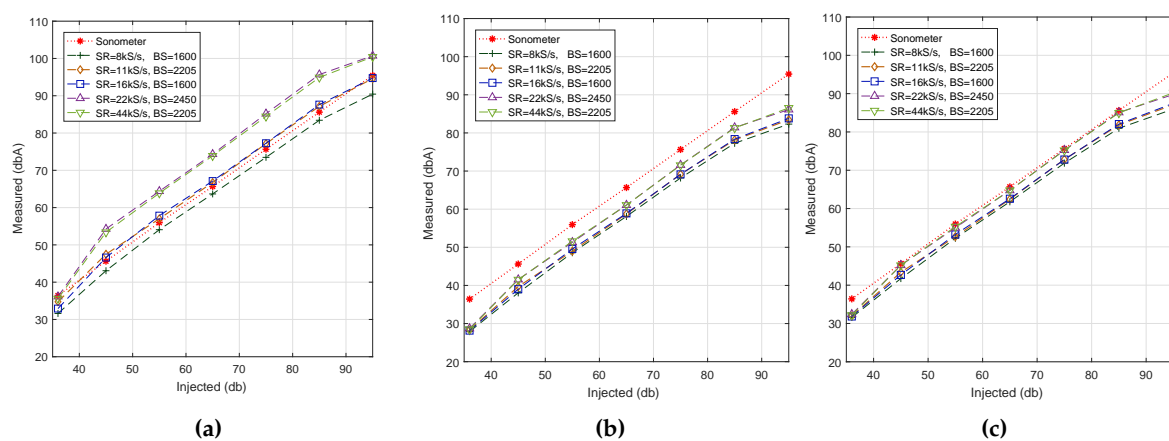 110
100
90
80
70
60
50
40
30
20
Measured (dbA)
Sonometer
SR=8kS/s, BS=1600
SR=11kS/s, BS=2205
SR=16kS/s, BS=1600
SR=22kS/s, BS=2450
SR=44kS/s, BS=2205
40 50 60 70 80 90
Injected (db)
(a)
110
100
90
80
70
60
50
40
30
20
Measured (dbA)
Sonometer
SR=8kS/s, BS=1600
SR=11kS/s, BS=2205
SR=16kS/s, BS=1600
SR=22kS/s, BS=2450
SR=44kS/s, BS=2205
40 50 60 70 80 90
Injected (db)
(b)
110
100
90
80
70
60
50
40
30
20
Measured (dbA)
Sonometer
SR=8kS/s, BS=1600
SR=11kS/s, BS=2205
SR=16kS/s, BS=1600
SR=22kS/s, BS=2450
SR=44kS/s, BS=2205
40 50 60 70 80 90
Injected (db)
(c)